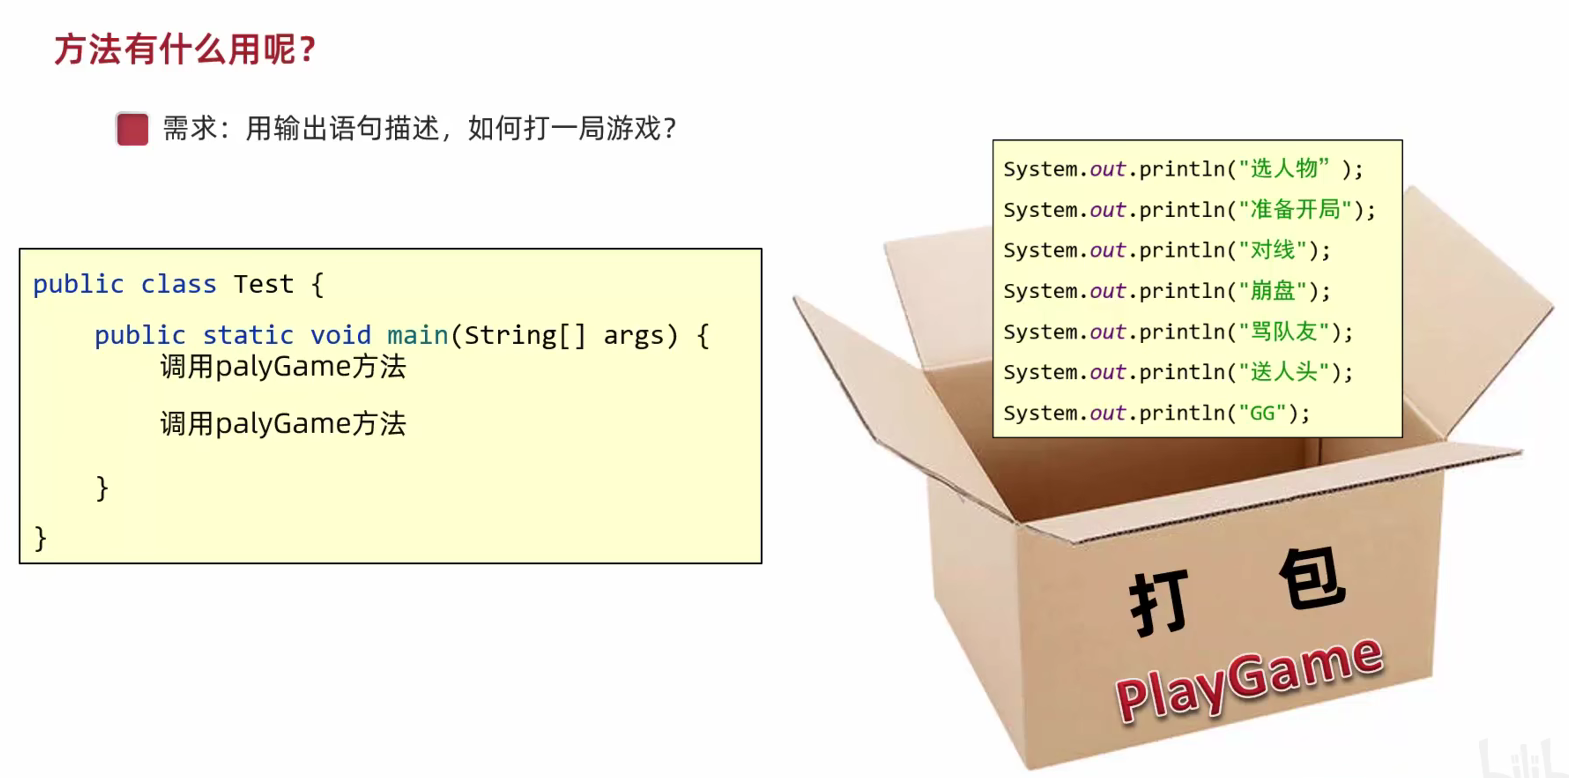 方法有什么用呢?
需求：用输出语句描述，如何打一局游戏?
public class Test {
public static void main(String[] args) {
调用palyGame方法
调用palyGame方法
}
}
System.out.println("选人物” );
System.out.println("准备开局");
System.out.println("对线");
System.out.println("崩盘");
System.out.println("骂队友");
System.out.println("送人头");
System.out.println("GG");
打 包
PlayGame